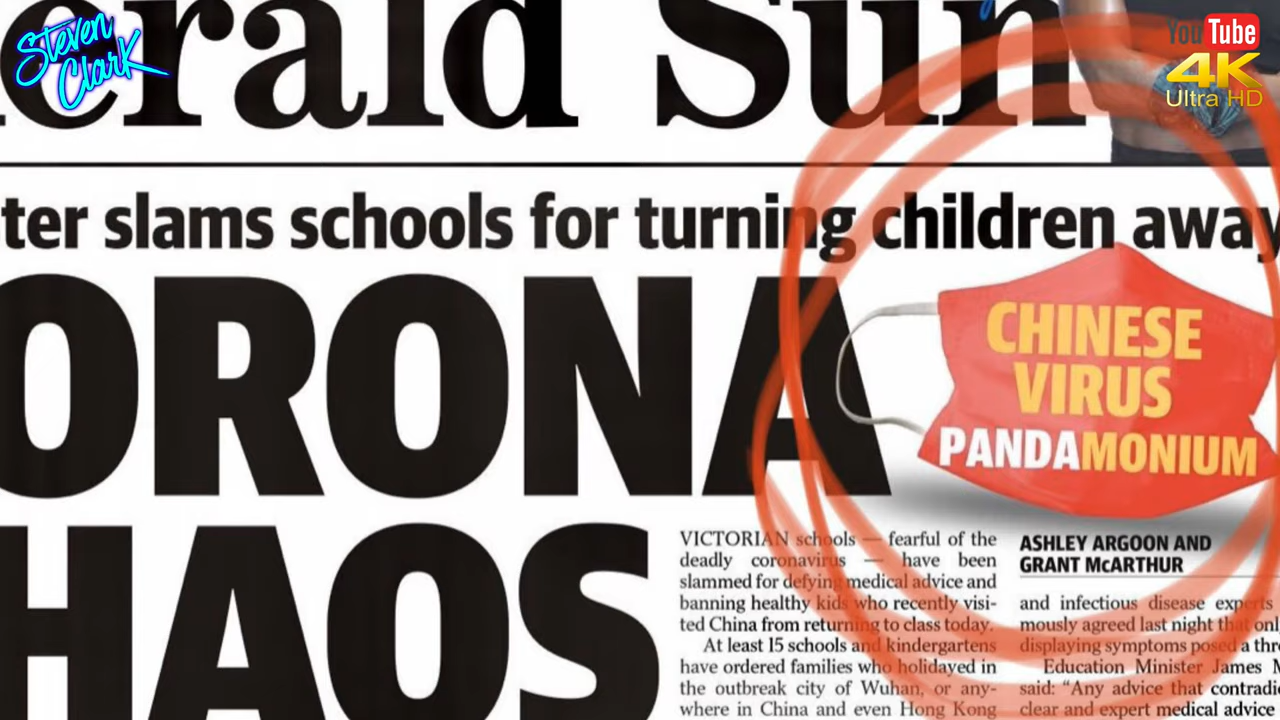 Steven
Clark
You Tube
4K
Ultra HD
erald Sun
ter slams schools for turning children away
ORONA
HAOS
CHINESE
VIRUS
PANDAMONIUM
VICTORIAN schools — fearful of the
deadly coronavirus — have been
slammed for defying medical advice and
banning healthy kids who recently visi-
ted China from returning to class today.
At least 15 schools and kindergartens
have ordered families who holidayed in
the outbreak city of Wuhan, or any-
where in China and even Hong Kong
ASHLEY ARGOON AND
GRANT McARTHUR
and infectious disease experts
mously agreed last night that onl
displaying symptoms posed a thr
Education Minister James M
said: “Any advice that contradic
clear and expert medical advice